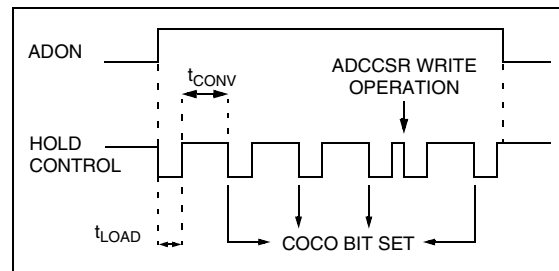 ADON
tCONV
ADCCSR WRITE
OPERATION
HOLD
CONTROL
tLOAD
COCO BIT SET